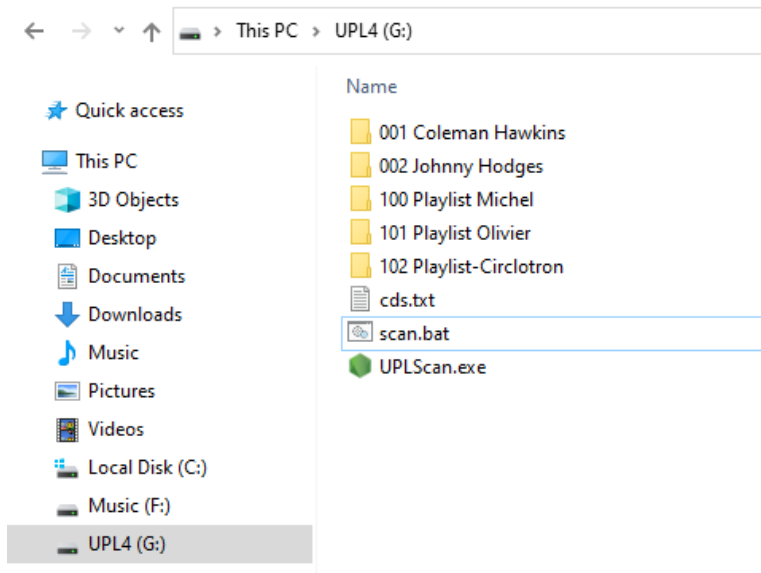 This PC > UPL4 (G:)
Name
Quick access
This PC
3D Objects
Desktop
Documents
Downloads
Music
Pictures
Videos
Local Disk (C:)
Music (F:)
UPL4 (G:)
001 Coleman Hawkins
002 Johnny Hodges
100 Playlist Michel
101 Playlist Olivier
102 Playlist-Circlotron
cds.txt
scan.bat
UPLScan.exe